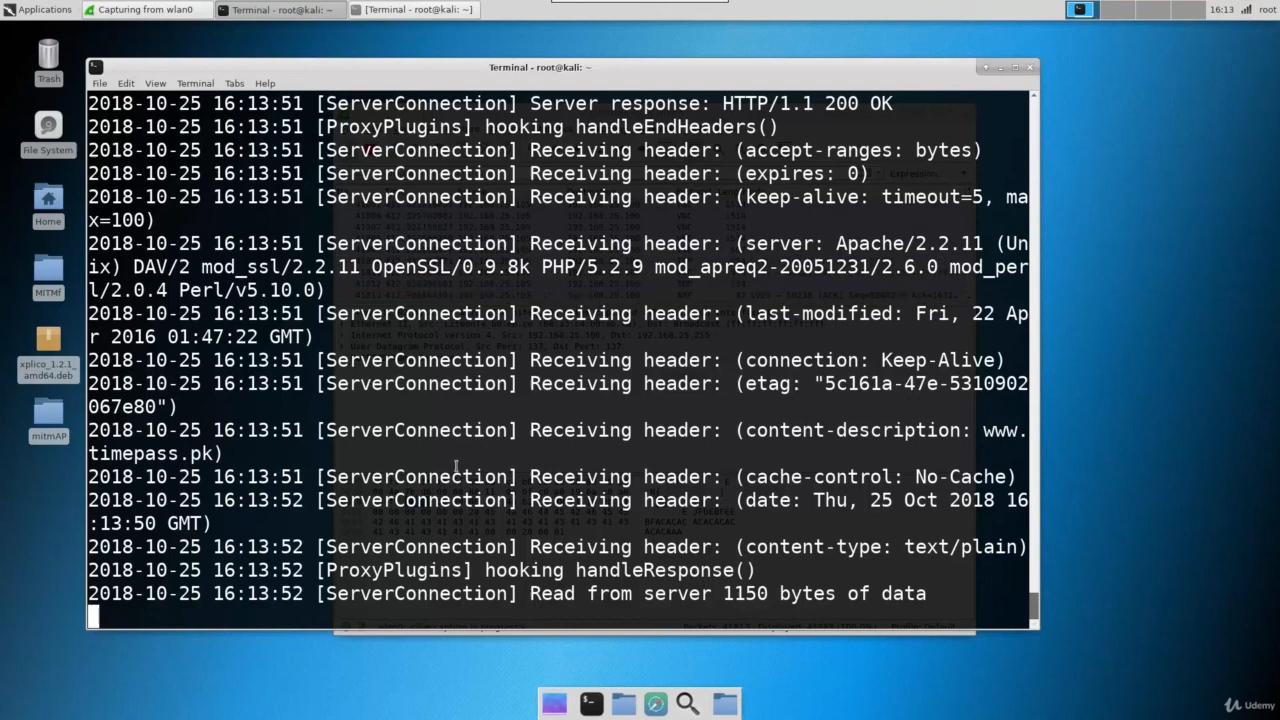 Applications
Capturing from wlan0
Terminal - root@kali: ~
[Terminal - root@kali: ~]
16:13
root
Trash
File System
Home
MITMf
xplico_1.2.1_
amd64.deb
mitmAP
Terminal - root@kali: ~
File Edit View Terminal Tabs Help
2018-10-25 16:13:51 [ServerConnection] Server response: HTTP/1.1 200 OK
2018-10-25 16:13:51 [ProxyPlugins] hooking handleEndHeaders()
2018-10-25 16:13:51 [ServerConnection] Receiving header: (accept-ranges: bytes)
2018-10-25 16:13:51 [ServerConnection] Receiving header: (expires: 0)
2018-10-25 16:13:51 [ServerConnection] Receiving header: (keep-alive: timeout=5, ma
x=100)
2018-10-25 16:13:51 [ServerConnection] Receiving header: (server: Apache/2.2.11 (Un
ix) DAV/2 mod_ssl/2.2.11 OpenSSL/0.9.8k PHP/5.2.9 mod_apreq2-20051231/2.6.0 mod_per
l/2.0.4 Perl/v5.10.0)
2018-10-25 16:13:51 [ServerConnection] Receiving header: (last-modified: Fri, 22 Ap
r 2016 01:47:22 GMT)
2018-10-25 16:13:51 [ServerConnection] Receiving header: (connection: Keep-Alive)
2018-10-25 16:13:51 [ServerConnection] Receiving header: (etag: "5c161a-47e-5310902
067e80")
2018-10-25 16:13:51 [ServerConnection] Receiving header: (content-description: www.
timepass.pk)
2018-10-25 16:13:51 [ServerConnection] Receiving header: (cache-control: No-Cache)
2018-10-25 16:13:52 [ServerConnection] Receiving header: (date: Thu, 25 Oct 2018 16
:13:50 GMT)
2018-10-25 16:13:52 [ServerConnection] Receiving header: (content-type: text/plain)
2018-10-25 16:13:52 [ProxyPlugins] hooking handleResponse()
2018-10-25 16:13:52 [ServerConnection] Read from server 1150 bytes of data
Udemy